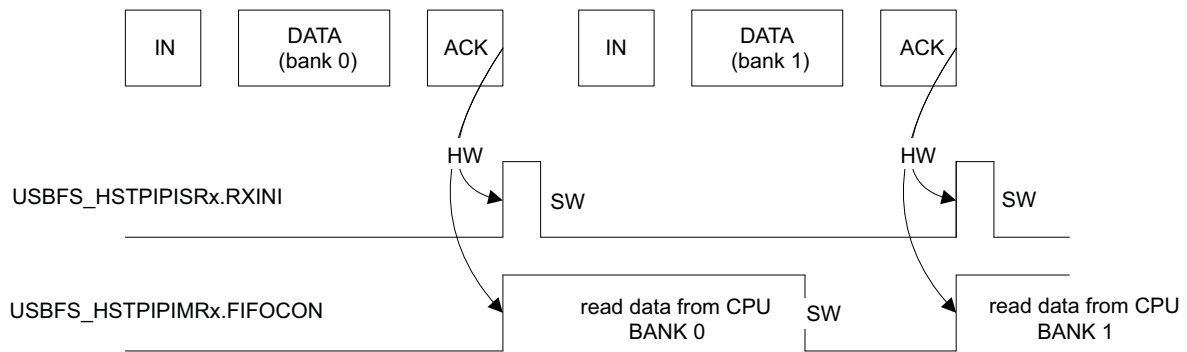 IN
DATA
(bank 0)
ACK
IN
DATA
(bank 1)
ACK
HW
HW
USBFS_HSTPIPISRx.RXINI
SW
SW
USBFS_HSTPIPIMRx.FIFOCON
read data from CPU
BANK 0
SW
read data from CPU
BANK 1